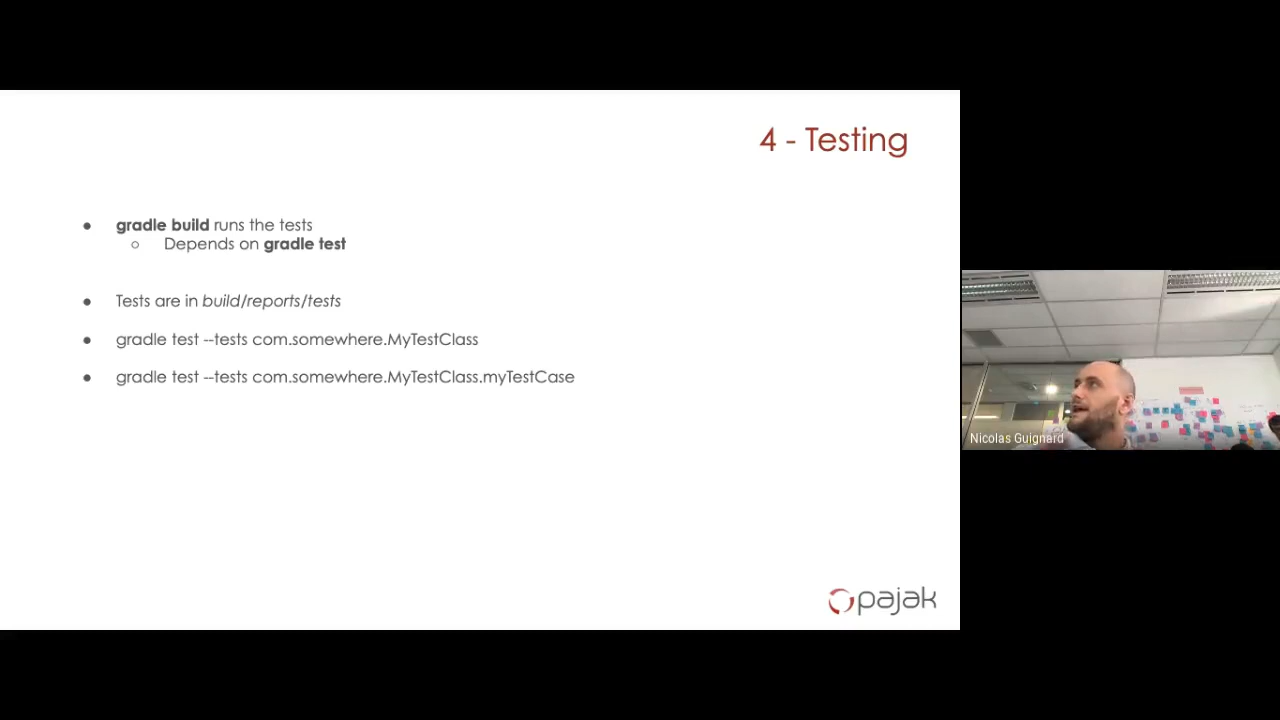 4 - Testing
● gradle build runs the tests
○ Depends on gradle test
● Tests are in build/reports/tests
● gradle test --tests com.somewhere.MyTestClass
● gradle test --tests com.somewhere.MyTestClass.myTestCase
pajak
Nicolas Guignard